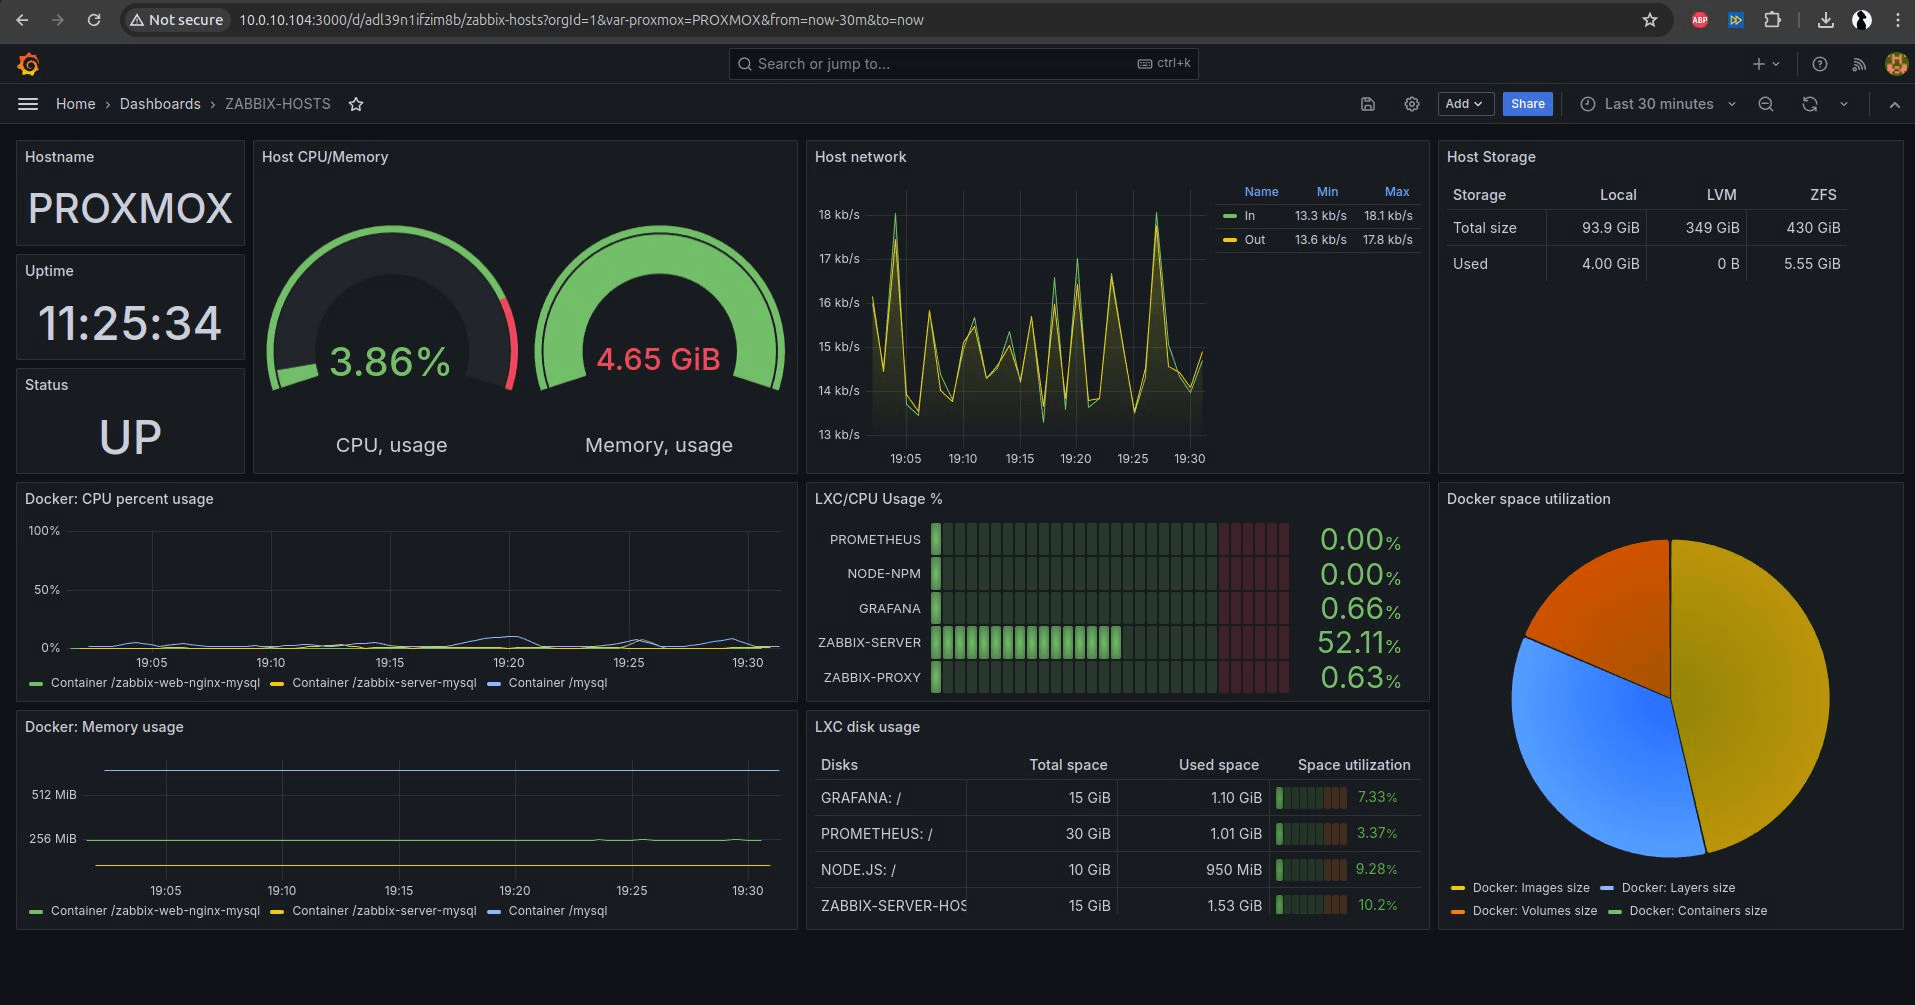 Not secure 10.0.10.104:3000/d/adl39n1ifzim8b/zabbix-hosts?orgId=1&var-proxmox=PROXMOX&from=now-30m&to=now
ABP
Search or jump to... ctrl+k
Home › Dashboards › ZABBIX-HOSTS
Add
Share
Last 30 minutes
Hostname
PROXMOX
Uptime
11:25:34
Status
UP
Host CPU/Memory
3.86%
4.65 GiB
CPU, usage
Memory, usage
Host network
18 kb/s
17 kb/s
16 kb/s
15 kb/s
14 kb/s
13 kb/s
19:05 19:10 19:15 19:20 19:25 19:30
Name Min Max
In 13.3 kb/s 18.1 kb/s
Out 13.6 kb/s 17.8 kb/s
Host Storage
Storage Local LVM ZFS
Total size 93.9 GiB 349 GiB 430 GiB
Used 4.00 GiB 0 B 5.55 GiB
Docker: CPU percent usage
100%
50%
0%
19:05 19:10 19:15 19:20 19:25 19:30
Container /zabbix-web-nginx-mysql Container /zabbix-server-mysql Container /mysql
LXC/CPU Usage %
PROMETHEUS 0.00%
NODE-NPM 0.00%
GRAFANA 0.66%
ZABBIX-SERVER 52.11%
ZABBIX-PROXY 0.63%
Docker space utilization
Docker: Images size Docker: Layers size
Docker: Volumes size Docker: Containers size
Docker: Memory usage
512 MiB
256 MiB
19:05 19:10 19:15 19:20 19:25 19:30
Container /zabbix-web-nginx-mysql Container /zabbix-server-mysql Container /mysql
LXC disk usage
Disks Total space Used space Space utilization
GRAFANA: / 15 GiB 1.10 GiB 7.33%
PROMETHEUS: / 30 GiB 1.01 GiB 3.37%
NODE.JS: / 10 GiB 950 MiB 9.28%
ZABBIX-SERVER-HOS 15 GiB 1.53 GiB 10.2%